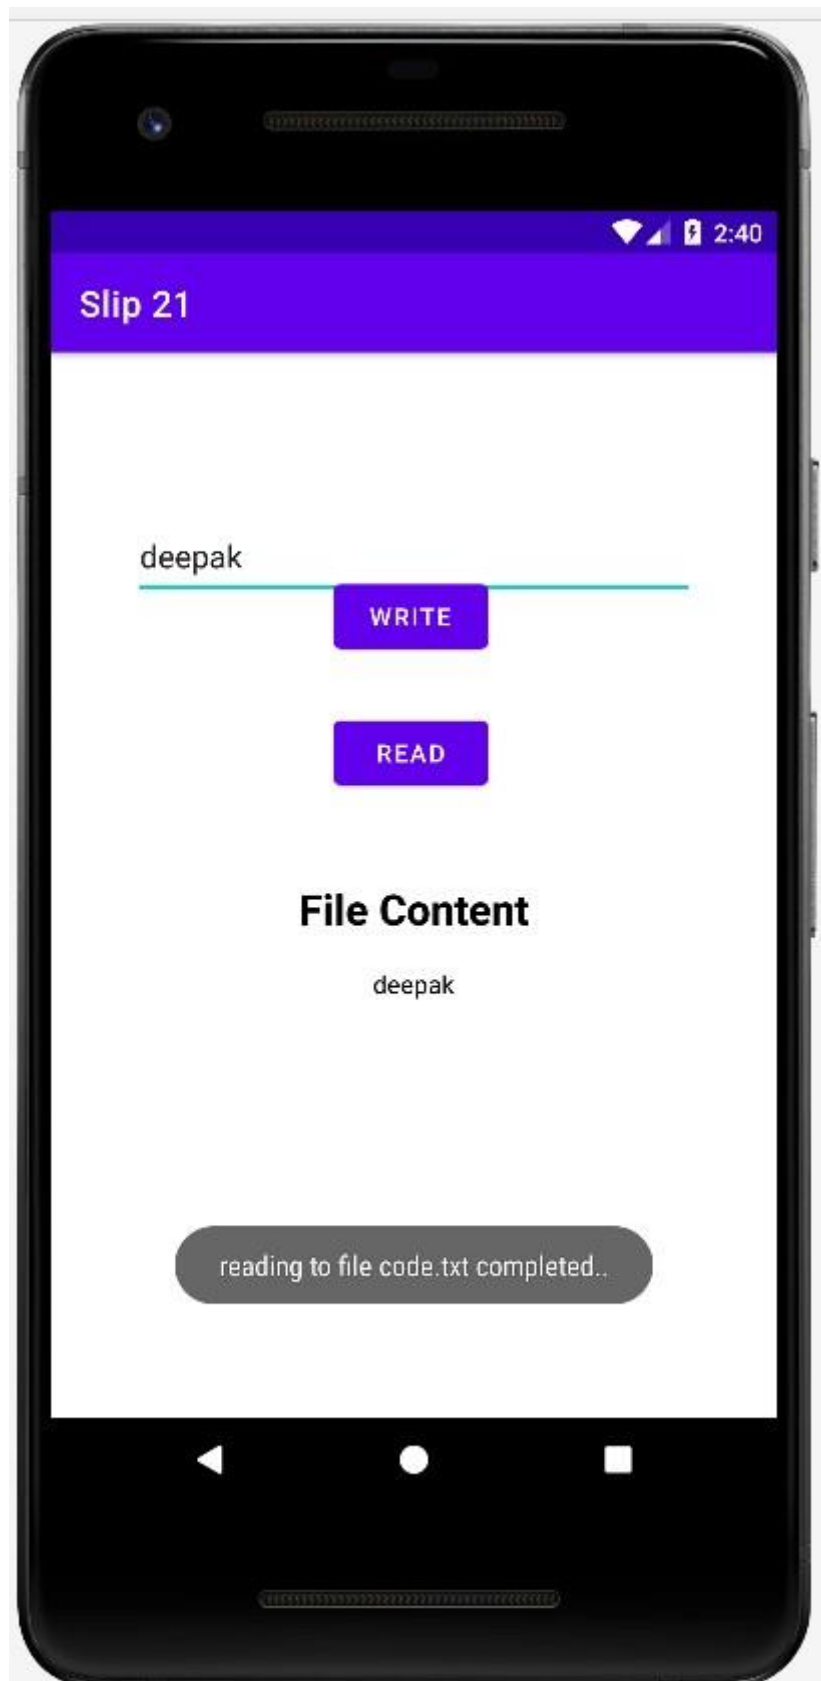 2:40
Slip 21
deepak
WRITE
READ
File Content
deepak
reading to file code.txt completed..